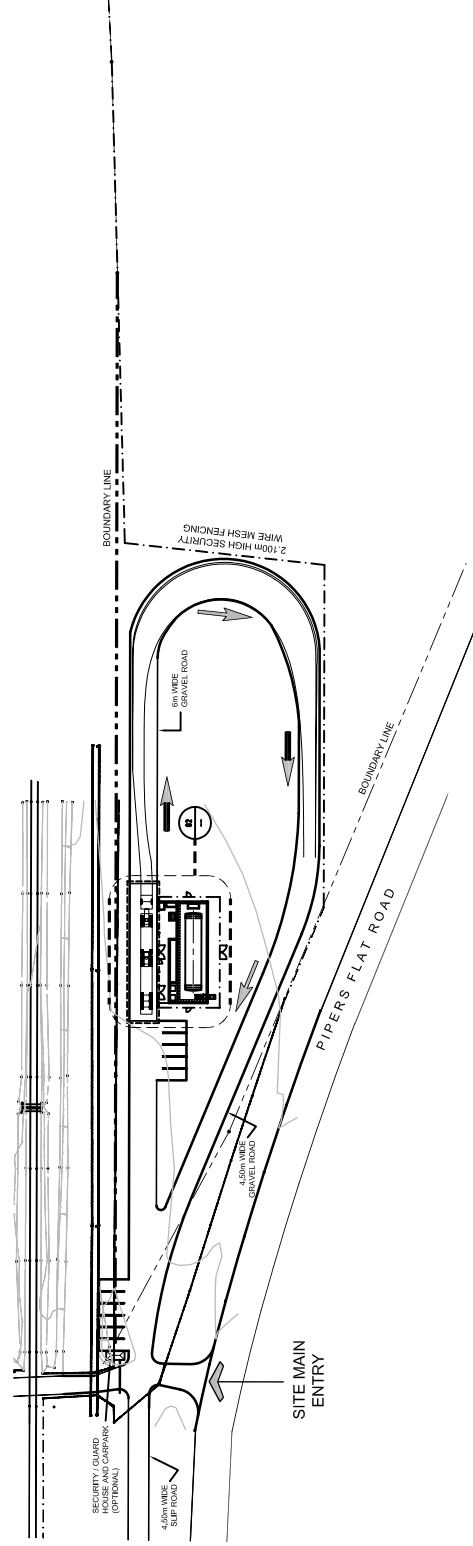 BOUNDARY LINE
2.100m HIGH SECURITY
WIRE MESH FENCING
6m WIDE
GRAVEL ROAD
02
BOUNDARY LINE
PIPERS FLAT ROAD
4,50m WIDE
GRAVEL ROAD
SITE MAIN
ENTRY
SECURITY / GUARD
HOUSE AND CARPARK
(OPTIONAL)
4,50m WIDE
SLIP ROAD